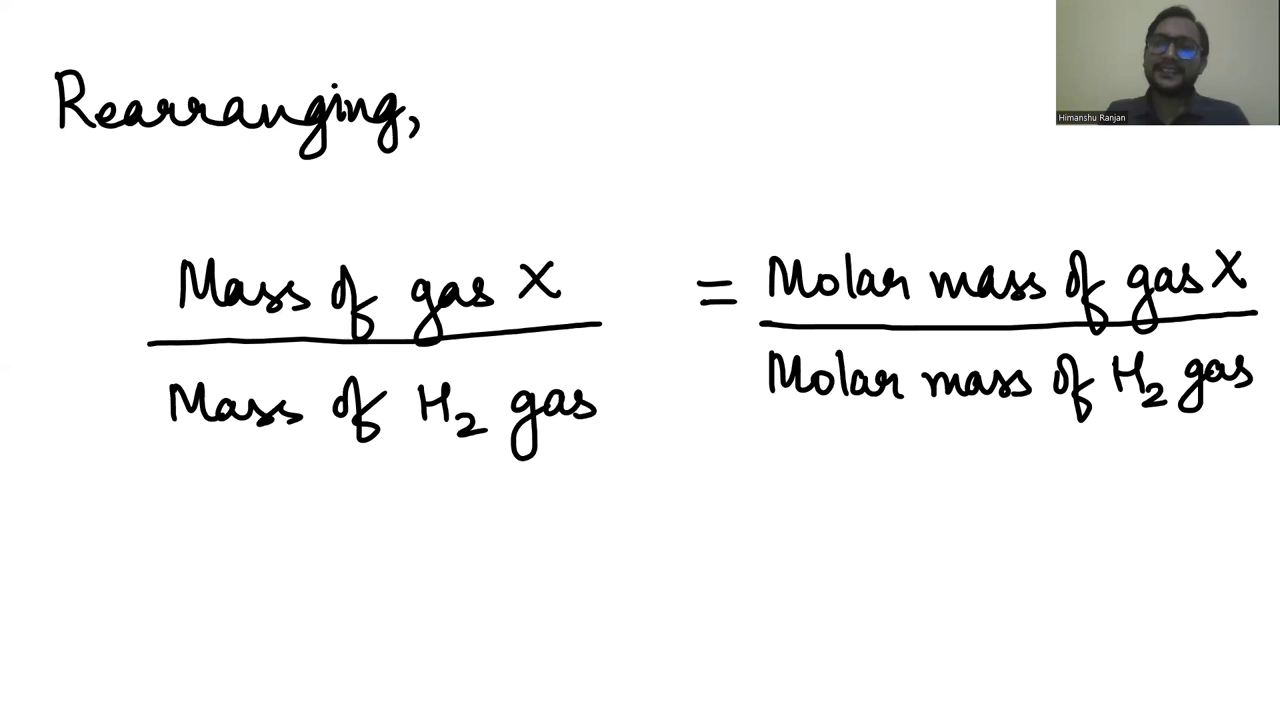 Rearranging,
Himanshu Ranjan
Mass of gas X = Molar mass of gas X
Mass of H₂ gas Molar mass of H₂ gas